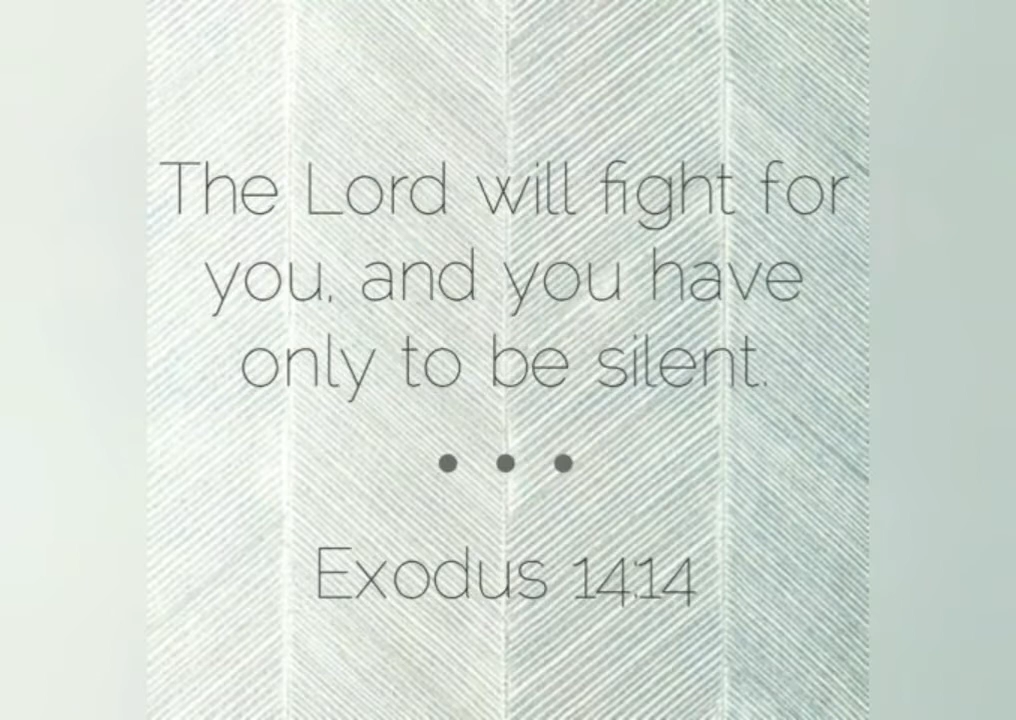 The Lord will fight for
you, and you have
only to be silent.
• • •
Exodus 14:14